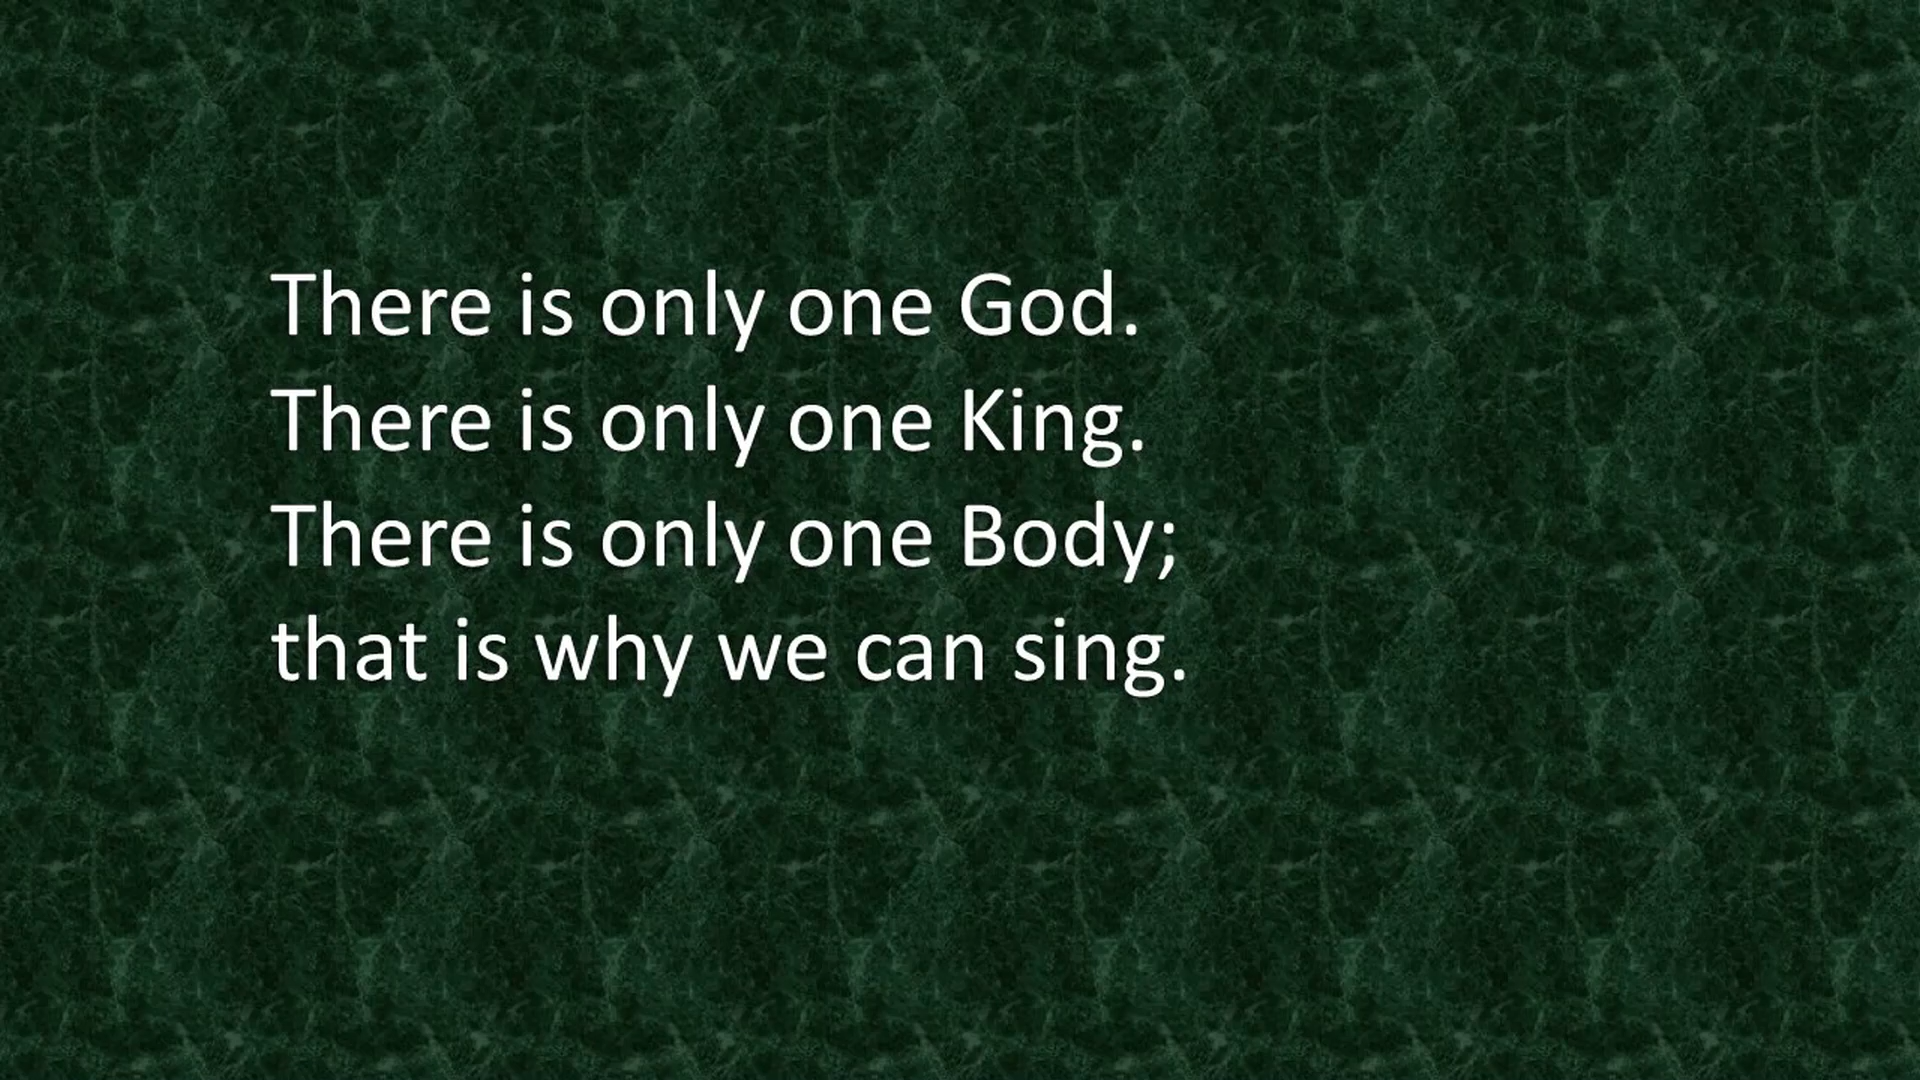 There is only one God.
There is only one King.
There is only one Body;
that is why we can sing.